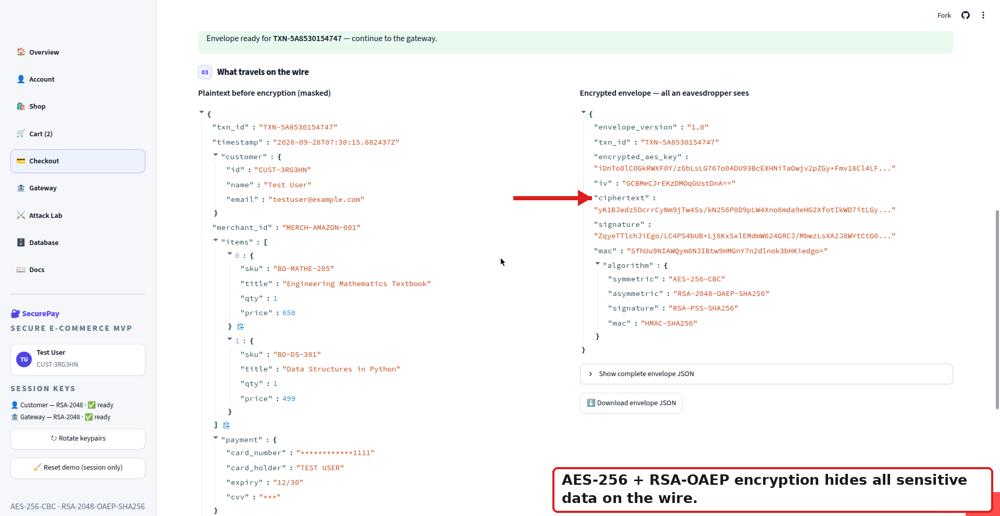 Fork
🏠 Overview
👤 Account
🛍️ Shop
🛒 Cart (2)
💳 Checkout
🏦 Gateway
⚔️ Attack Lab
🗄️ Database
📖 Docs
🔐 SecurePay
SECURE E-COMMERCE MVP
TU
Test User
CUST-3RG3HN
SESSION KEYS
👤 Customer — RSA-2048 · ✅ ready
🏦 Gateway — RSA-2048 · ✅ ready
↻ Rotate keypairs
🧹 Reset demo (session only)
AES-256-CBC · RSA-2048-OAEP-SHA256
Envelope ready for TXN-5A8530154747 — continue to the gateway.
03 What travels on the wire
Plaintext before encryption (masked)
{
"txn_id" : "TXN-5A8530154747"
"timestamp" : "2026-09-28T07:30:15.882437Z"
"customer" : {
"id" : "CUST-3RG3HN"
"name" : "Test User"
"email" : "testuser@example.com"
}
"merchant_id" : "MERCH-AMAZON-001"
"items" : [
0 : {
"sku" : "BO-MATHE-205"
"title" : "Engineering Mathematics Textbook"
"qty" : 1
"price" : 650
}
1 : {
"sku" : "BO-DS-301"
"title" : "Data Structures in Python"
"qty" : 1
"price" : 499
}
]
"payment" : {
"card_number" : "************1111"
"card_holder" : "TEST USER"
"expiry" : "12/30"
"cvv" : "***"
}
Encrypted envelope — all an eavesdropper sees
{
"envelope_version" : "1.0"
"txn_id" : "TXN-5A8530154747"
"encrypted_aes_key" :
"iDnTo0lC0GkRWXF0Y/z6bLsLG767o0ADU93BcEXHNiTaOwjv2pZGy+Fmv18Cl4LF..."
"iv" : "GCBMeCJrEKzDMOqGUstDnA=="
"ciphertext" :
"yK1BJedz5DcrrCyNm9jTw4Ss/kN256P0D9pLW4Xno8mda9eHG2XfotIkWD7itLGy..."
"signature" :
"ZqyeTTlchJiEgo/LC4PS4bUB+Lj8KxSxlEMdmW624GRCJ/MbwzLsXA2J8WYtCtG6..."
"mac" : "SfhUu9NIAWQym8NJIBtw9HMGnY7n2dlnok3bHKiedgo="
"algorithm" : {
"symmetric" : "AES-256-CBC"
"asymmetric" : "RSA-2048-OAEP-SHA256"
"signature" : "RSA-PSS-SHA256"
"mac" : "HMAC-SHA256"
}
}
Show complete envelope JSON
⬇️ Download envelope JSON
AES-256 + RSA-OAEP encryption hides all sensitive
data on the wire.